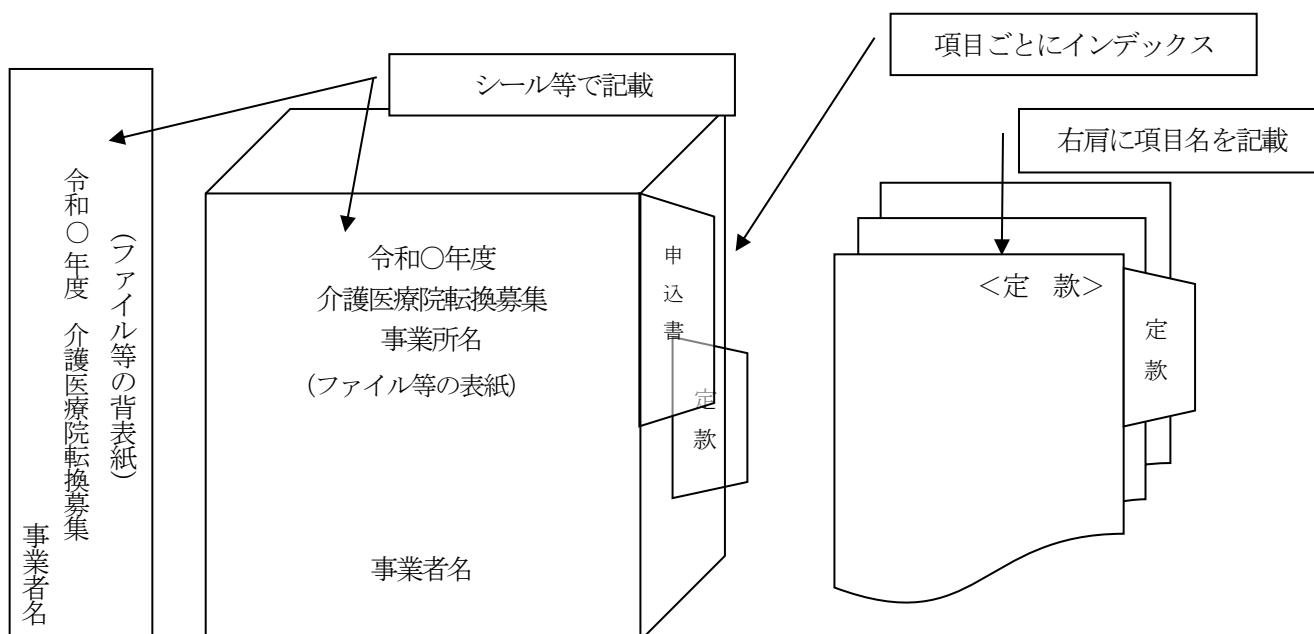 項目ごとにインデックス
シール等で記載
右肩に項目名を記載
(ファイル等の背表紙)
令和〇年度 介護医療院転換募集
事業者名
令和〇年度
介護医療院転換募集
事業所名
(ファイル等の表紙)
事業者名
申込書
定款
<定 款>
定款